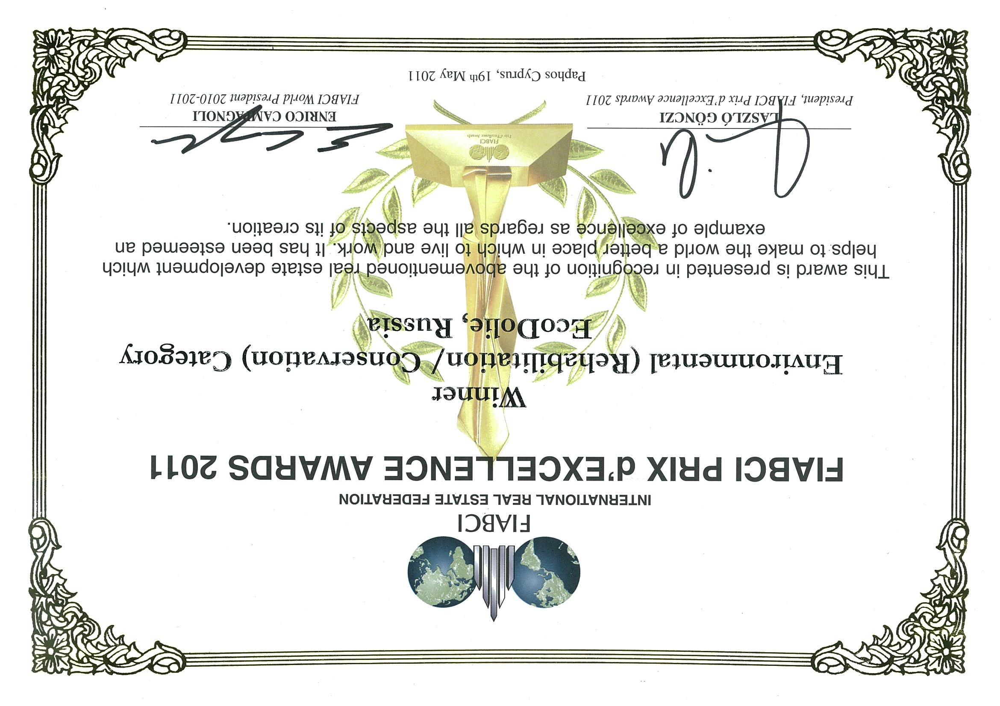 FIABCI
INTERNATIONAL REAL ESTATE FEDERATION
FIABCI PRIX d'EXCELLENCE AWARDS 2011
Winner
Environmental (Rehabilitation/ Conservation) Category
EcoDolie, Russia
This award is presented in recognition of the abovementioned real estate development which
helps to make the world a better place in which to live and work. It has been esteemed an
example of excellence as regards all the aspects of its creation.
FIABCI
Prix d'Excellence Awards
LASZLÓ GÖNCZI
President, FIABCI Prix d'Excellence Awards 2011
ENRICO CAMPAGNOLI
FIABCI World President 2010-2011
Paphos Cyprus, 19th May 2011